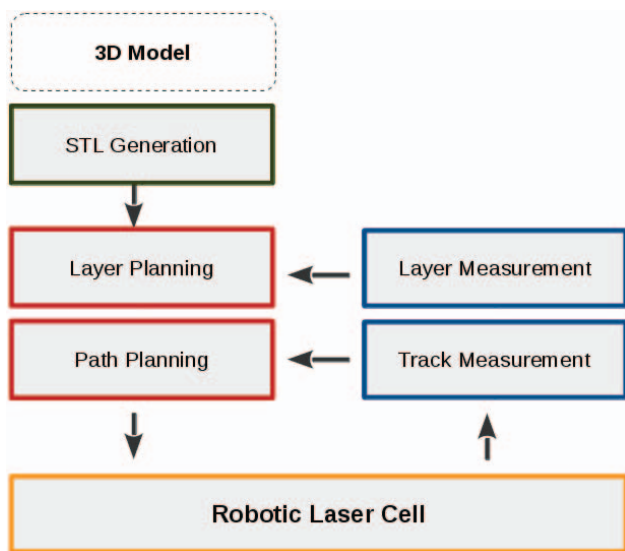 3D Model
STL Generation
Layer Planning
Layer Measurement
Path Planning
Track Measurement
Robotic Laser Cell